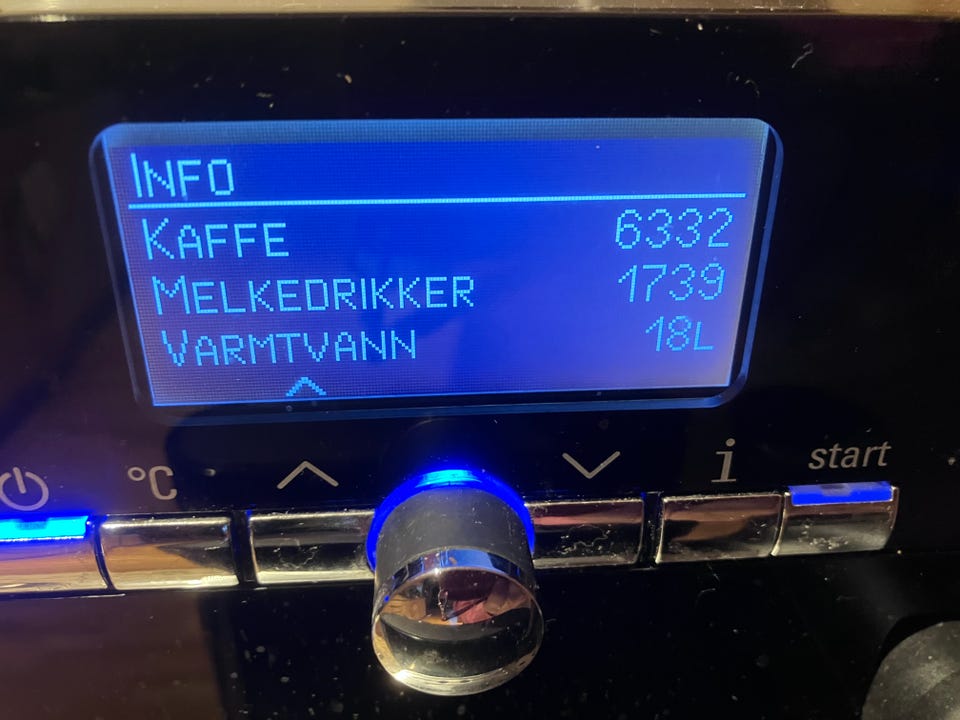 INFO
KAFFE 6332
MELKEDRIKKER 1739
VARMTVANN 18L
°C i start